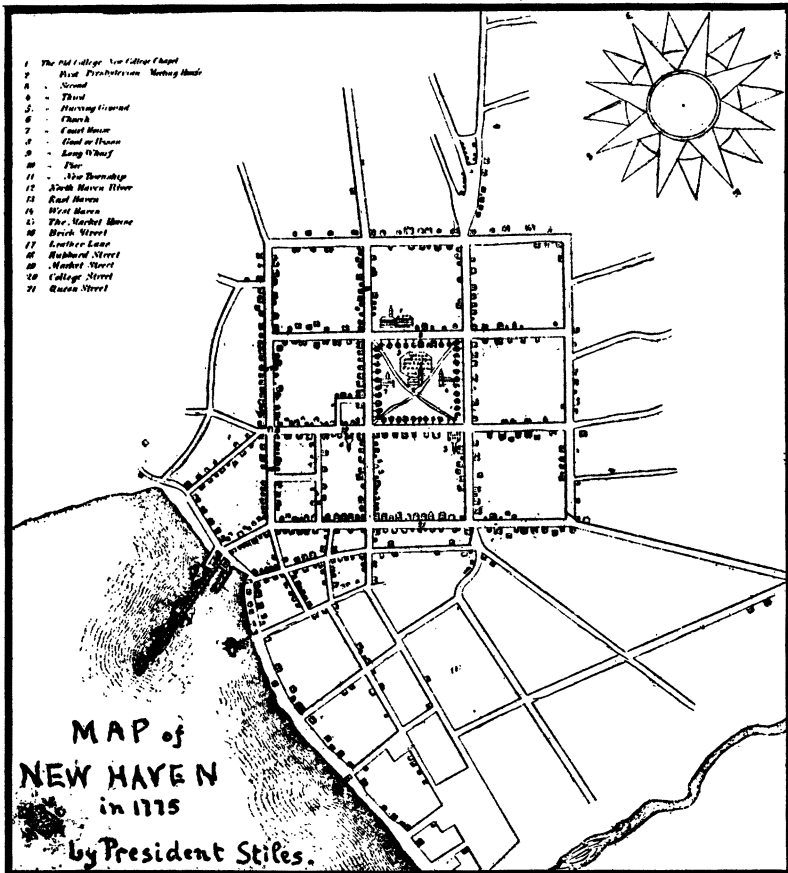 1 The Old College New College Chapel
2 First Presbyterian Meeting House
3 - Second
4 - Third
5 - Burying Ground
6 - Church
7 - Court House
8 - Gaol or Prison
9 - Long Wharf
10 - Pier
11 - New Township
12 North Haven River
13 East Haven
14 West Haven
15 The Market House
16 Brick Street
17 Leather Lane
18 Hubbard Street
19 Market Street
20 College Street
21 Queen Street
MAP of
NEW HAVEN
in 1775
by President Stiles.